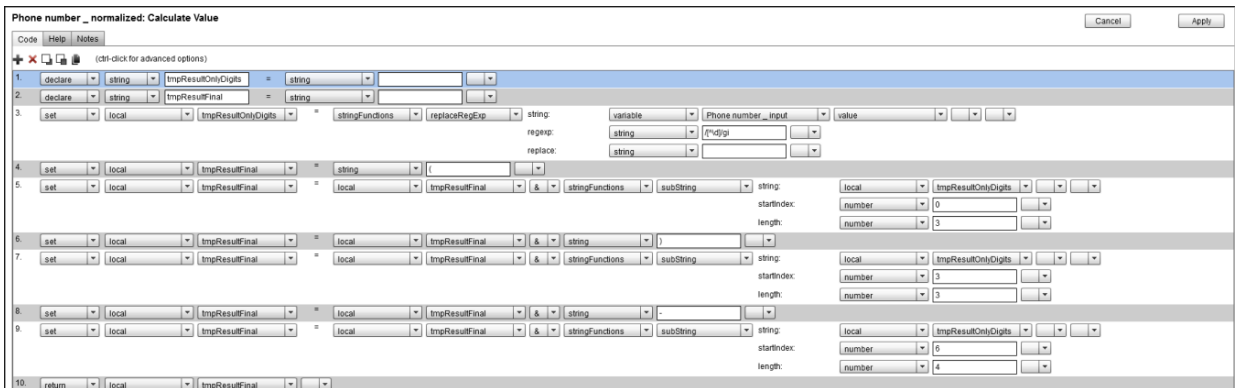 Phone number _ normalized: Calculate Value
Cancel Apply
Code Help Notes
(ctrl-click for advanced options)
1. declare string tmpResultOnlyDigits = string
2. declare string tmpResultFinal = string
3. set local tmpResultOnlyDigits = stringFunctions replaceRegExp string: variable Phone number _ input value
regexp: string /[^\d]/gi
replace: string
4. set local tmpResultFinal = string (
5. set local tmpResultFinal = local tmpResultFinal & stringFunctions subString string: local tmpResultOnlyDigits
startIndex: number 0
length: number 3
6. set local tmpResultFinal = local tmpResultFinal & string )
7. set local tmpResultFinal = local tmpResultFinal & stringFunctions subString string: local tmpResultOnlyDigits
startIndex: number 3
length: number 3
8. set local tmpResultFinal = local tmpResultFinal & string -
9. set local tmpResultFinal = local tmpResultFinal & stringFunctions subString string: local tmpResultOnlyDigits
startIndex: number 6
length: number 4
10. return local tmpResultFinal